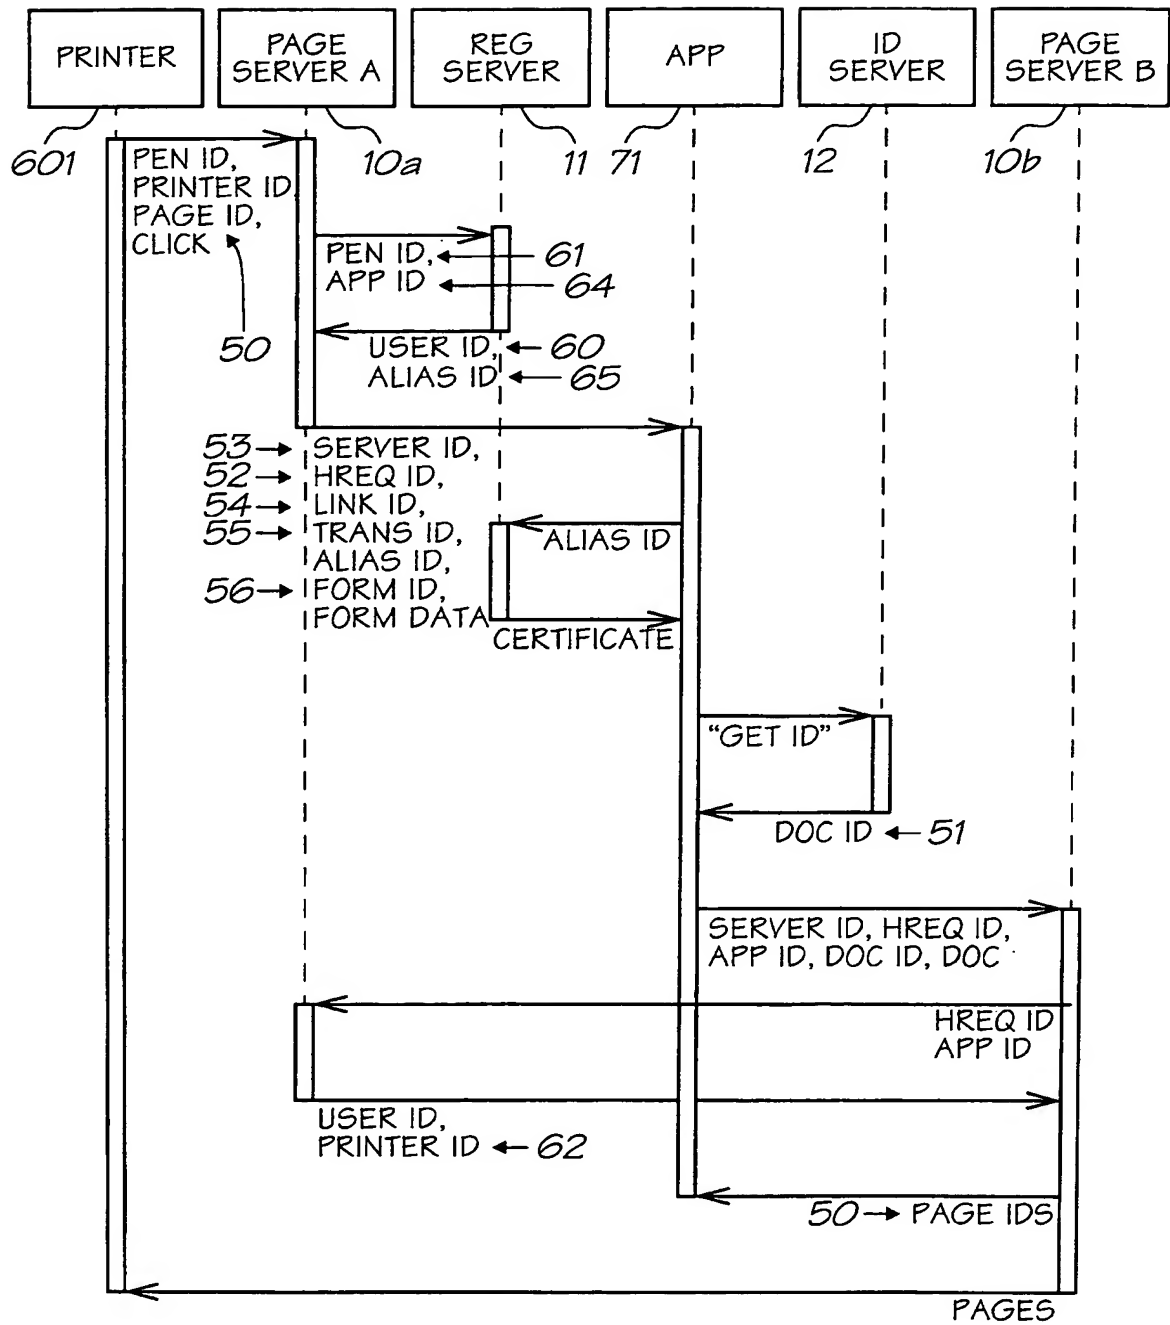 PRINTER
PAGE
SERVER A
REG
SERVER
APP
ID
SERVER
PAGE
SERVER B
601
10a
11
71
12
10b
PEN ID,
PRINTER ID
PAGE ID,
CLICK
50
PEN ID,
61
APP ID
64
USER ID,
60
ALIAS ID
65
53
SERVER ID,
52
HREQ ID,
54
LINK ID,
55
TRANS ID,
ALIAS ID,
56
FORM ID,
FORM DATA
ALIAS ID
CERTIFICATE
"GET ID"
DOC ID
51
SERVER ID, HREQ ID,
APP ID, DOC ID, DOC
HREQ ID
APP ID
USER ID,
PRINTER ID
62
50
PAGE IDS
PAGES